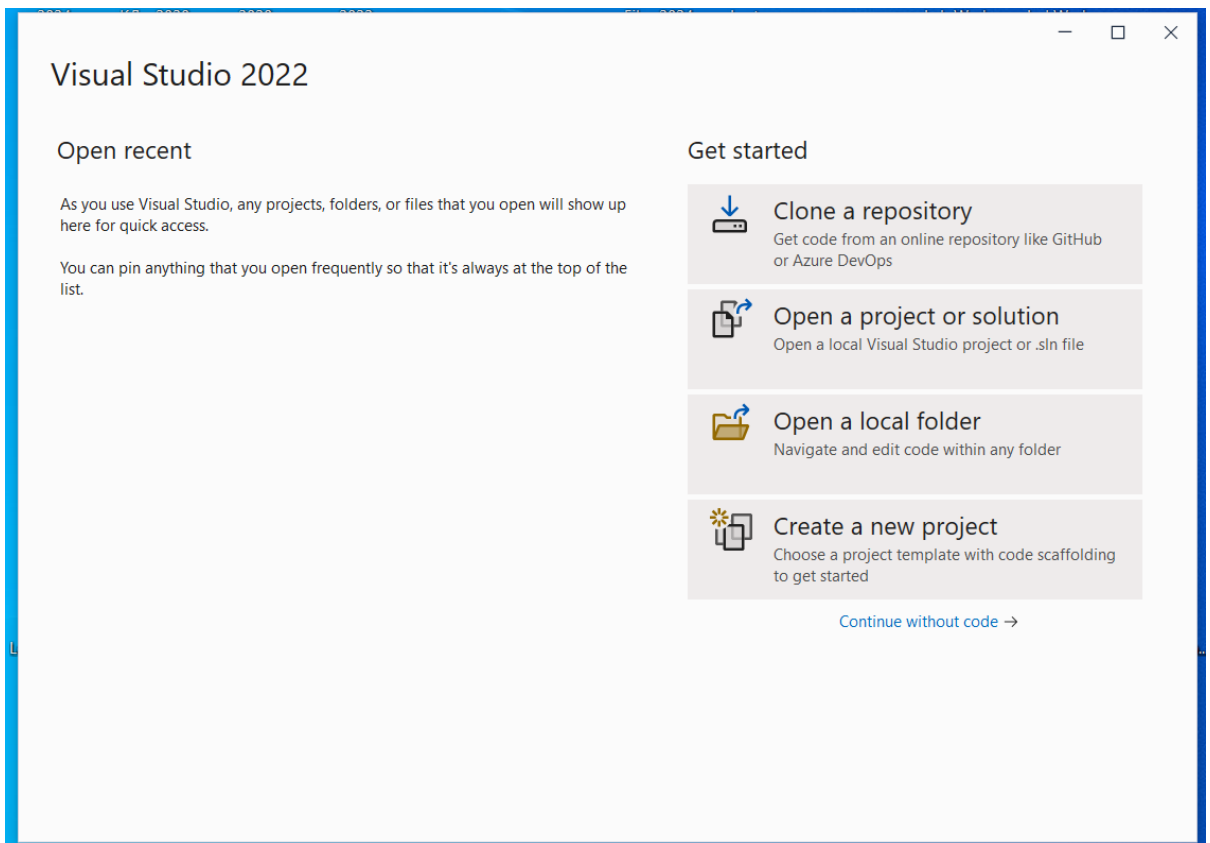 Visual Studio 2022
Open recent
As you use Visual Studio, any projects, folders, or files that you open will show up
here for quick access.
You can pin anything that you open frequently so that it's always at the top of the
list.
Get started
Clone a repository
Get code from an online repository like GitHub
or Azure DevOps
Open a project or solution
Open a local Visual Studio project or .sln file
Open a local folder
Navigate and edit code within any folder
Create a new project
Choose a project template with code scaffolding
to get started
Continue without code →